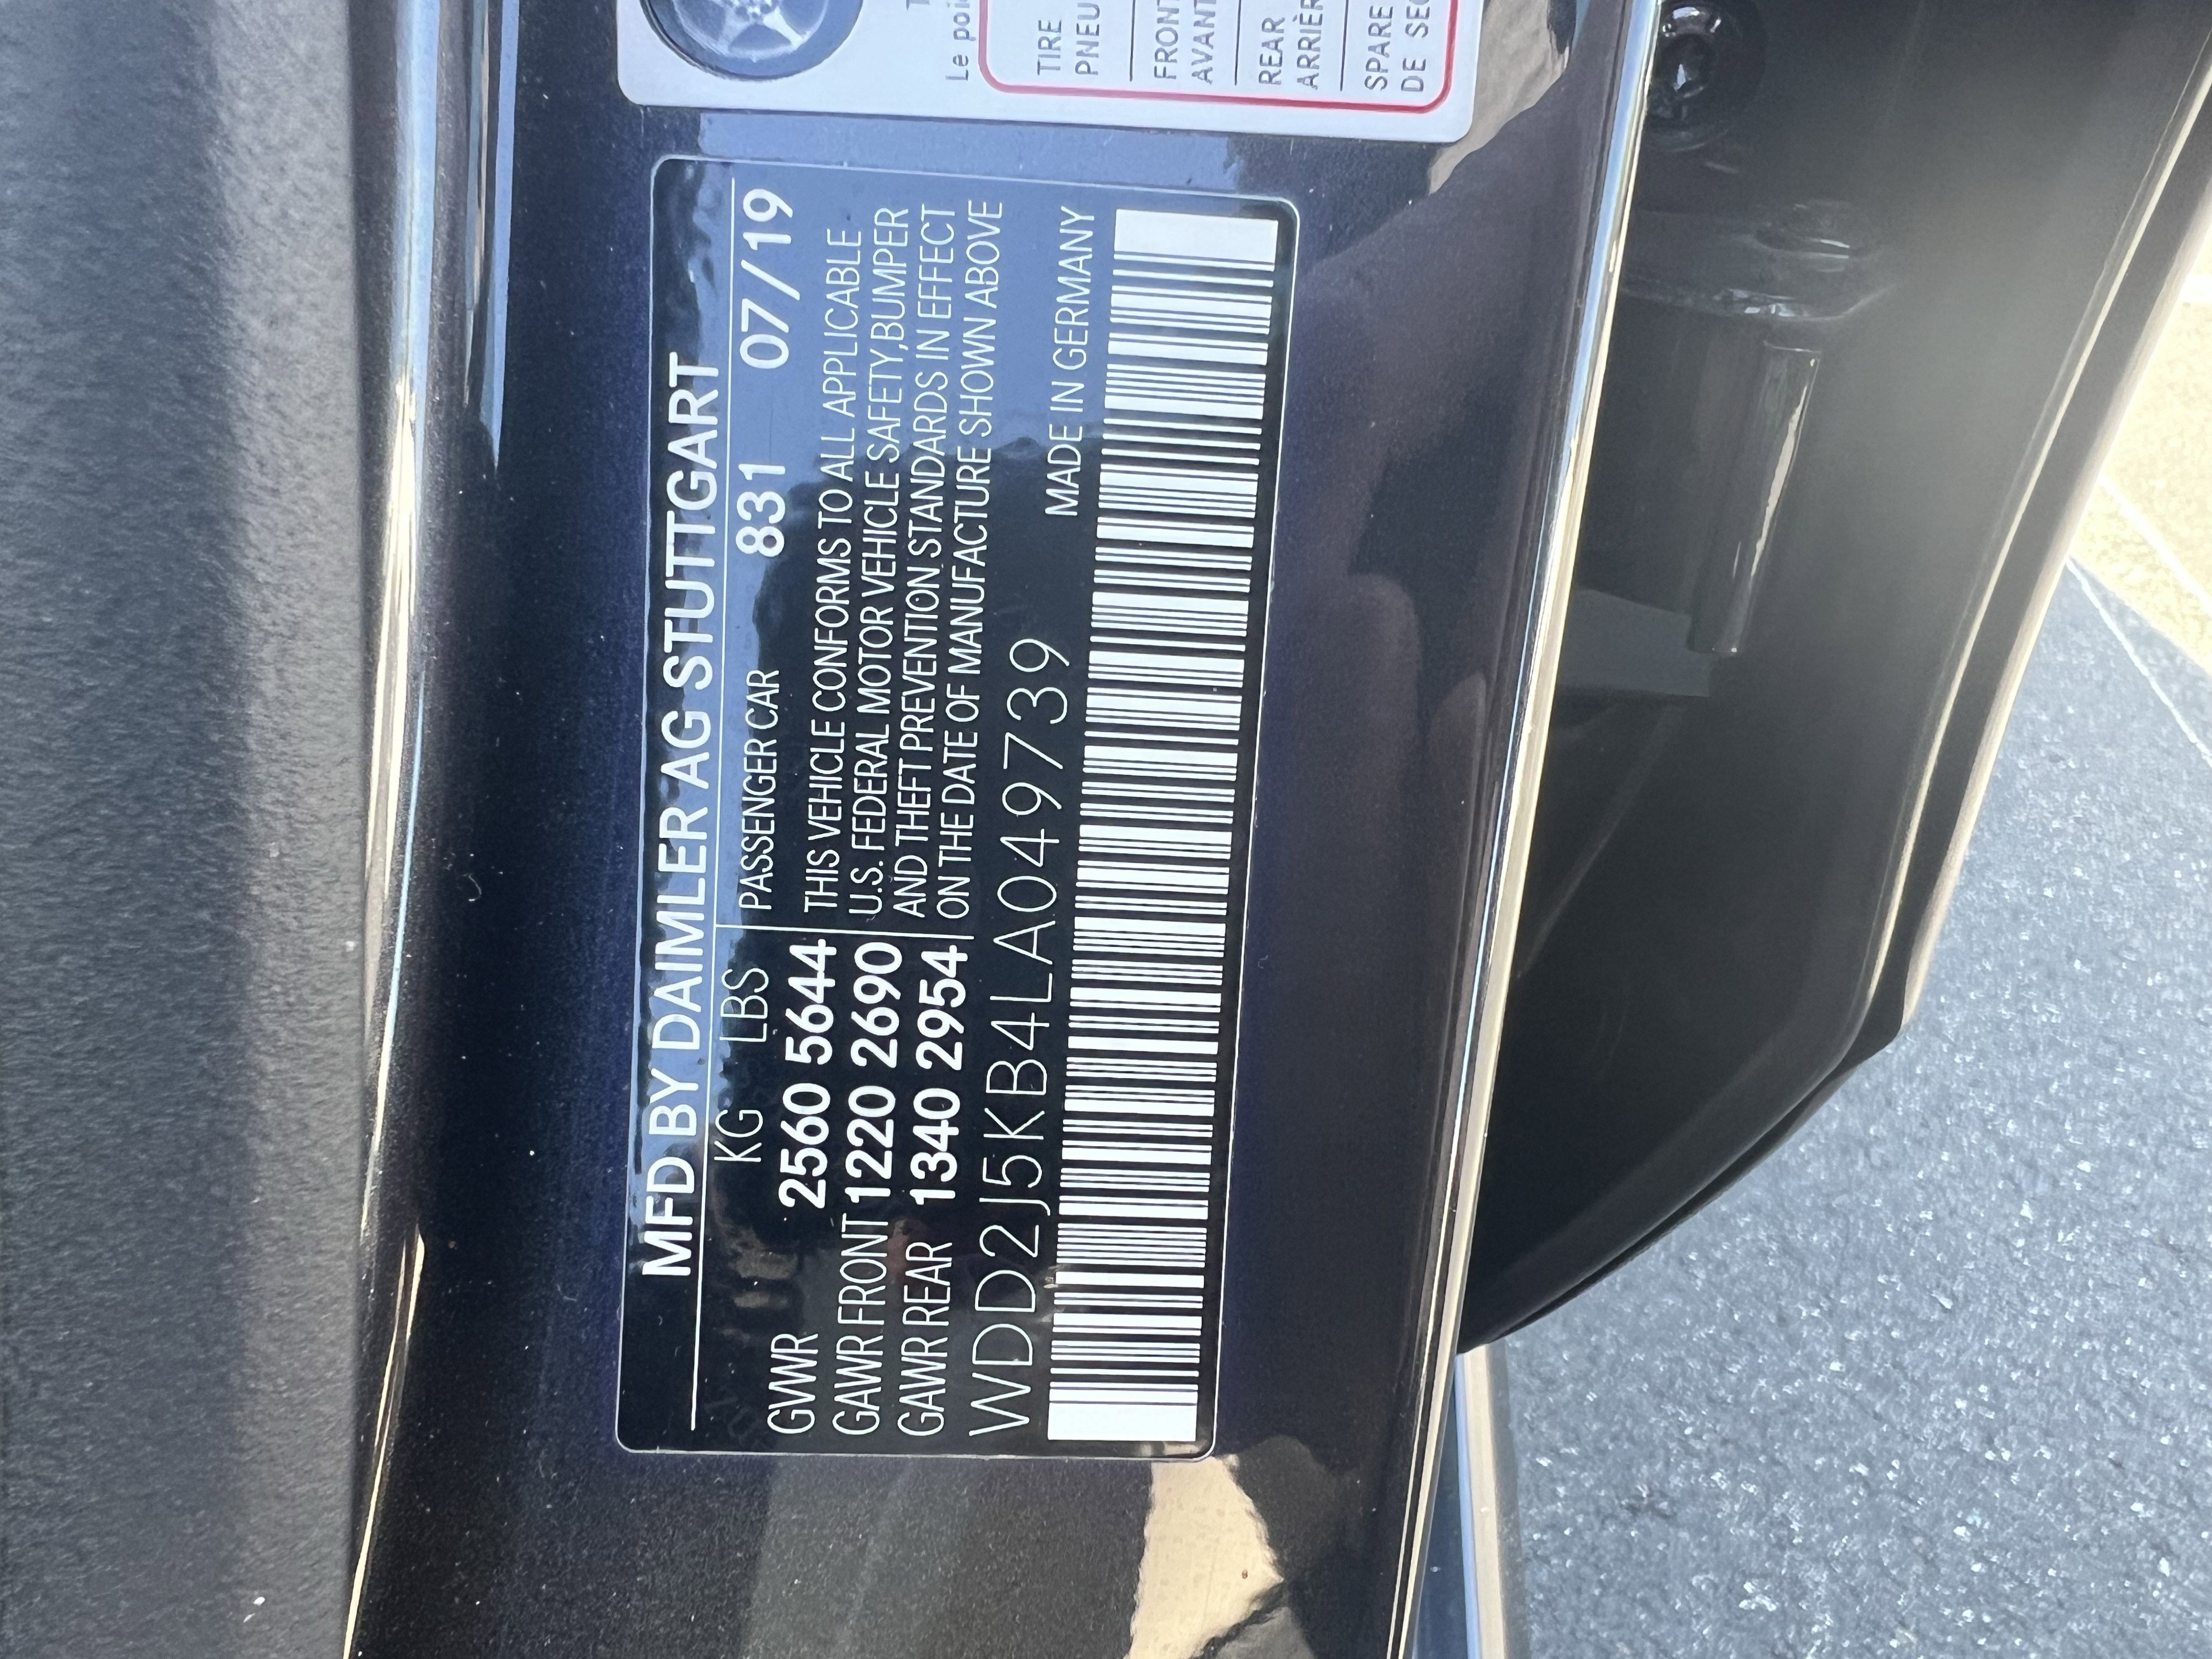 MFD BY DAIMLER AG STUTTGART
KG LBS PASSENGER CAR 831 07/19
GVWR 2560 5644 THIS VEHICLE CONFORMS TO ALL APPLICABLE
GAWR FRONT 1220 2690 U.S. FEDERAL MOTOR VEHICLE SAFETY,BUMPER
AND THEFT PREVENTION STANDARDS IN EFFECT
GAWR REAR 1340 2954 ON THE DATE OF MANUFACTURE SHOWN ABOVE
WDD2J5KB4LA049739 MADE IN GERMANY
Le
TIRE
PNEU
FRONT
AVANT
REAR
SPARE
DE